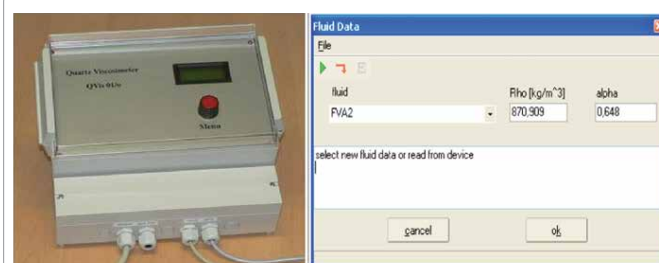 Quartz Viscosimeter
QVis 01/s
Menu
Fluid Data
File
fluid
Rho [kg/m^3]
alpha
FVA2
870,909
0,648
select new fluid data or read from device
cancel
ok